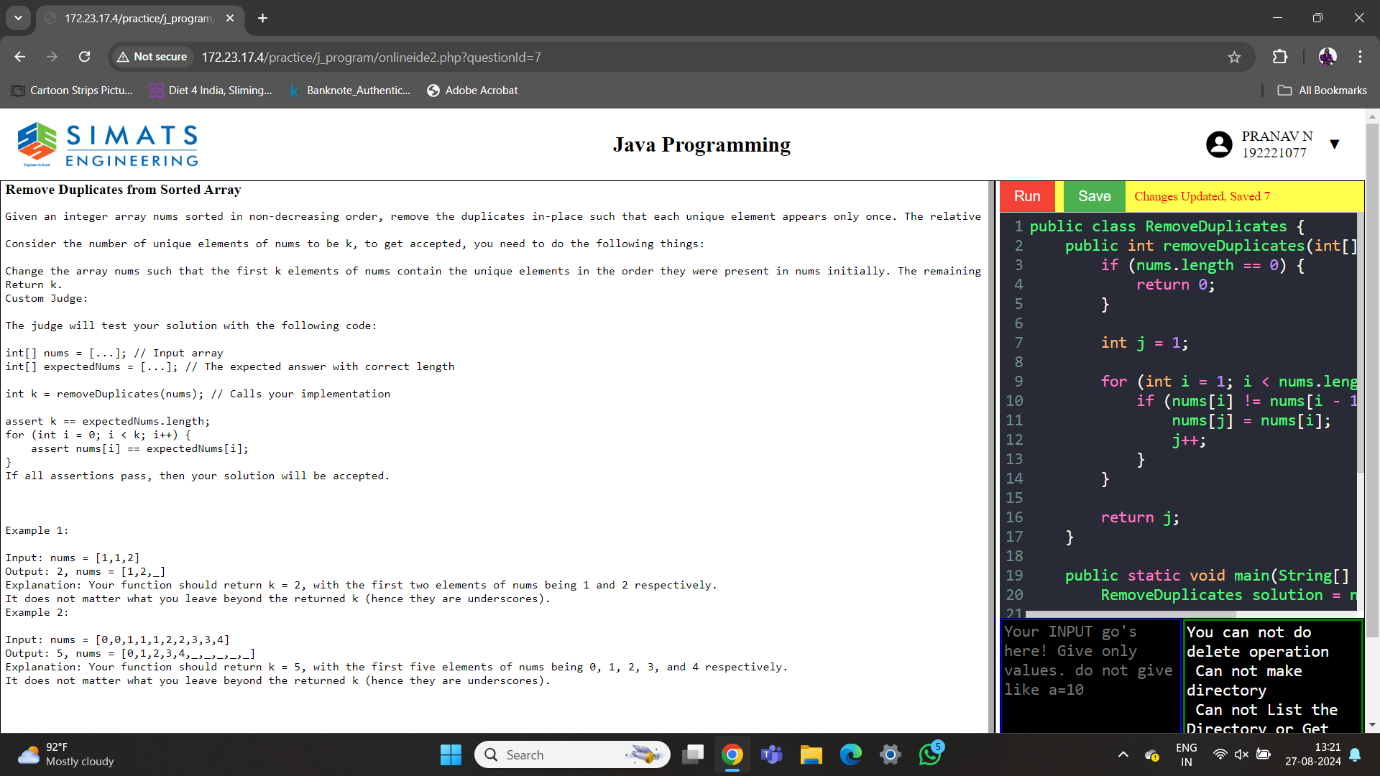 172.23.17.4/practice/j_program
Not secure
172.23.17.4/practice/j_program/onlineide2.php?questionId=7
Cartoon Strips Pictu...
Diet 4 India, Sliming...
Banknote_Authentic...
Adobe Acrobat
All Bookmarks
SIMATS
ENGINEERING
Engineer to Excel
Java Programming
PRANAV N
192221077
Remove Duplicates from Sorted Array
Given an integer array nums sorted in non-decreasing order, remove the duplicates in-place such that each unique element appears only once. The relative
Consider the number of unique elements of nums to be k, to get accepted, you need to do the following things:
Change the array nums such that the first k elements of nums contain the unique elements in the order they were present in nums initially. The remaining
Return k.
Custom Judge:
The judge will test your solution with the following code:
int[] nums = [...]; // Input array
int[] expectedNums = [...]; // The expected answer with correct length
int k = removeDuplicates(nums); // Calls your implementation
assert k == expectedNums.length;
for (int i = 0; i < k; i++) {
    assert nums[i] == expectedNums[i];
}
If all assertions pass, then your solution will be accepted.
Example 1:
Input: nums = [1,1,2]
Output: 2, nums = [1,2,_]
Explanation: Your function should return k = 2, with the first two elements of nums being 1 and 2 respectively.
It does not matter what you leave beyond the returned k (hence they are underscores).
Example 2:
Input: nums = [0,0,1,1,1,2,2,3,3,4]
Output: 5, nums = [0,1,2,3,4,_,_,_,_,_]
Explanation: Your function should return k = 5, with the first five elements of nums being 0, 1, 2, 3, and 4 respectively.
It does not matter what you leave beyond the returned k (hence they are underscores).
Run
Save
Changes Updated, Saved 7
1 public class RemoveDuplicates {
2     public int removeDuplicates(int[]
3         if (nums.length == 0) {
4             return 0;
5         }
6
7         int j = 1;
8
9         for (int i = 1; i < nums.leng
10             if (nums[i] != nums[i - 1
11                 nums[j] = nums[i];
12                 j++;
13             }
14         }
15
16         return j;
17     }
18
19     public static void main(String[]
20         RemoveDuplicates solution = n
21
Your INPUT go's
here! Give only
values. do not give
like a=10
You can not do
delete operation
Can not make
directory
Can not List the
Directory or Get
92°F
Mostly cloudy
Search
5
ENG
IN
13:21
27-08-2024